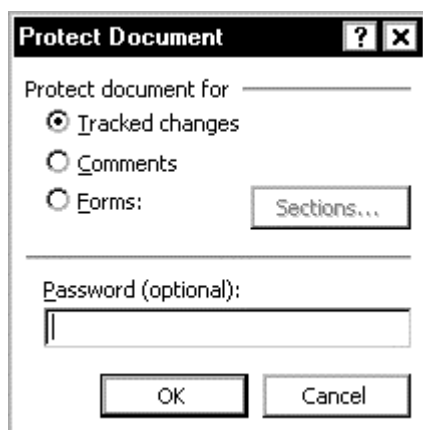 Protect Document ? X
Protect document for
Tracked changes
Comments
Forms: Sections...
Password (optional):
OK Cancel